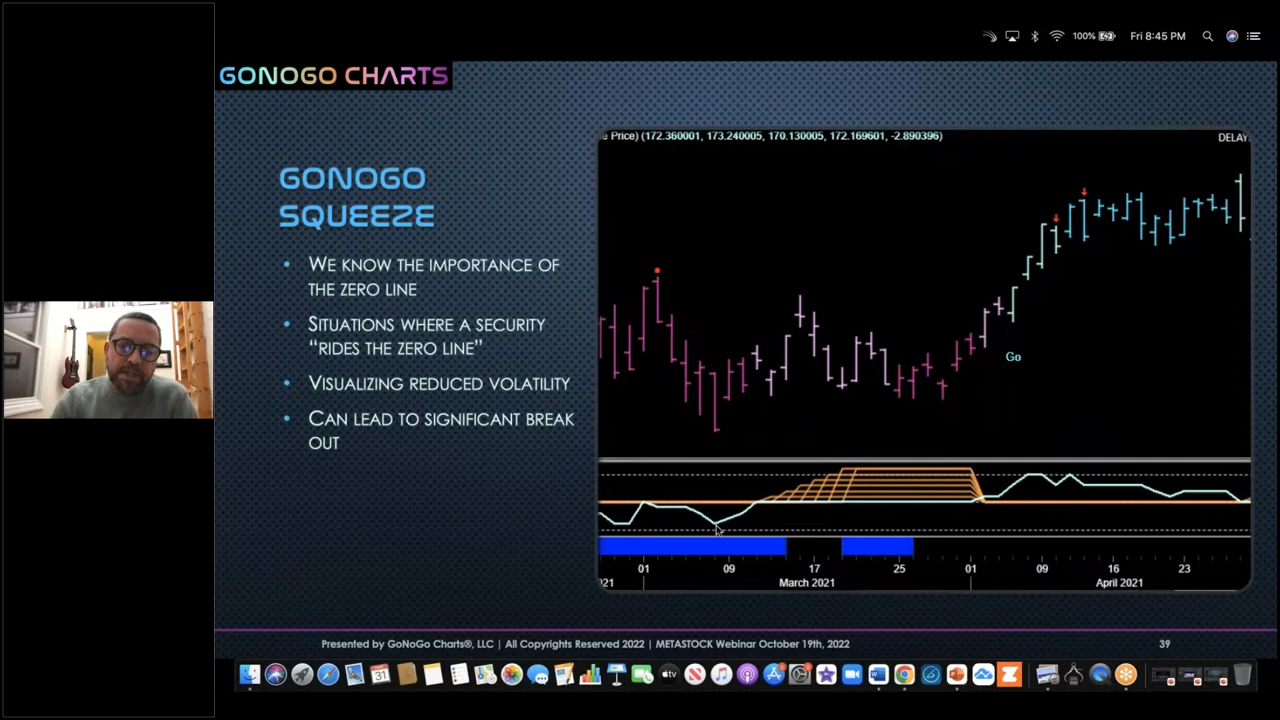 100%
Fri 8:45 PM
GONOGO CHARTS
GONOGO
SQUEEZE
• WE KNOW THE IMPORTANCE OF
THE ZERO LINE
• SITUATIONS WHERE A SECURITY
"RIDES THE ZERO LINE"
• VISUALIZING REDUCED VOLATILITY
• CAN LEAD TO SIGNIFICANT BREAK
OUT
e Price) (172.360001, 173.240005, 170.130005, 172.169601, -2.890396)
DELAY
Go
01 09 17 25 01 09 16 23
021 March 2021 April 2021
Presented by GoNoGo Charts®, LLC | All Copyrights Reserved 2022 | METASTOCK Webinar October 19th, 2022
39
31
tv